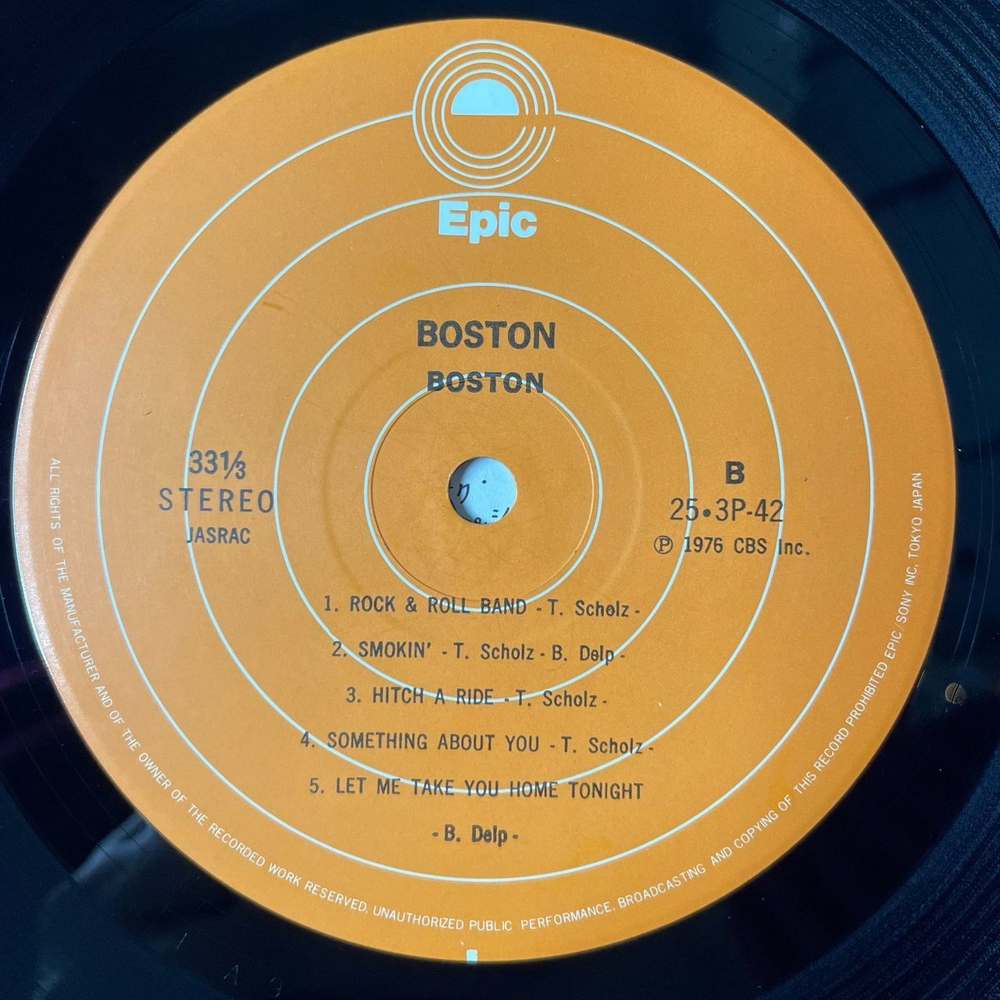 Epic
BOSTON
BOSTON
33⅓
STEREO
JASRAC
B
25•3P-42
Ⓟ 1976 CBS Inc.
1. ROCK & ROLL BAND - T. Scholz -
2. SMOKIN' - T. Scholz - B. Delp -
3. HITCH A RIDE - T. Scholz -
4. SOMETHING ABOUT YOU - T. Scholz -
5. LET ME TAKE YOU HOME TONIGHT
- B. Delp -
ALL RIGHTS OF THE MANUFACTURER AND OF THE OWNER OF THE RECORDED WORK RESERVED. UNAUTHORIZED PUBLIC PERFORMANCE. BROADCASTING AND COPYING OF THIS RECORD PROHIBITED EPIC/SONY INC. TOKYO JAPAN